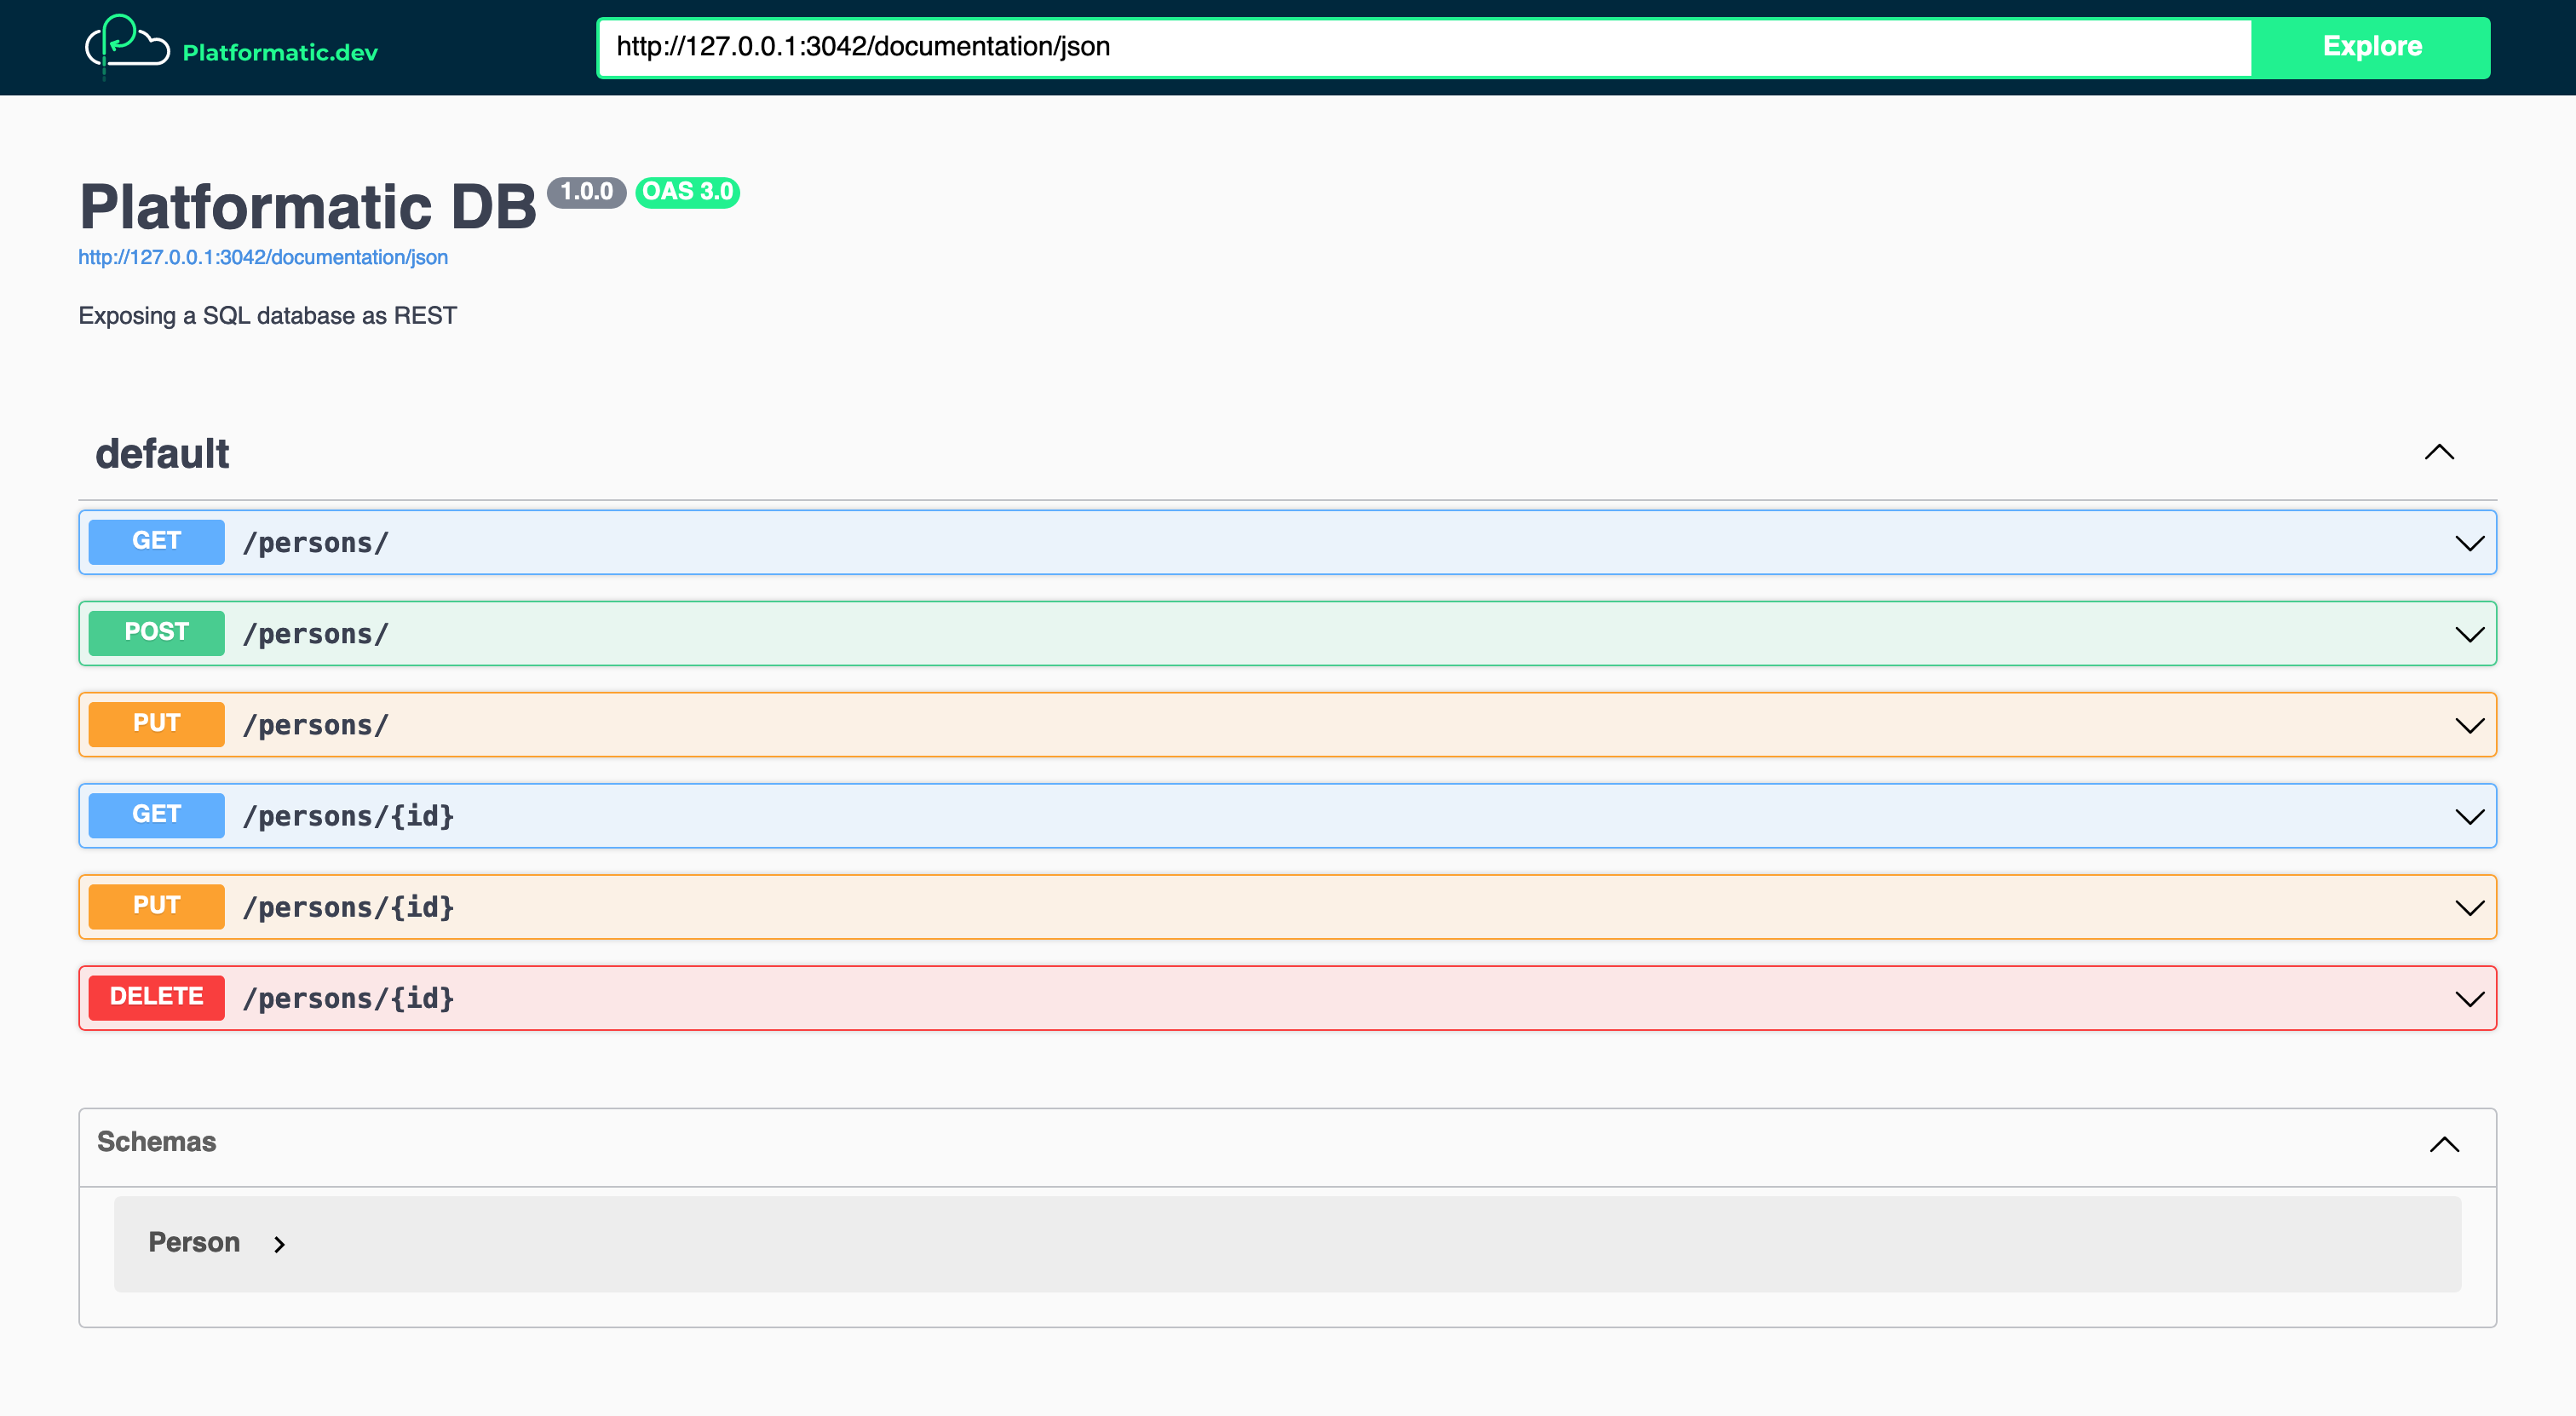 Platformatic.dev
http://127.0.0.1:3042/documentation/json
Explore
Platformatic DB 1.0.0 OAS 3.0
http://127.0.0.1:3042/documentation/json
Exposing a SQL database as REST
default
GET /persons/
POST /persons/
PUT /persons/
GET /persons/{id}
PUT /persons/{id}
DELETE /persons/{id}
Schemas
Person